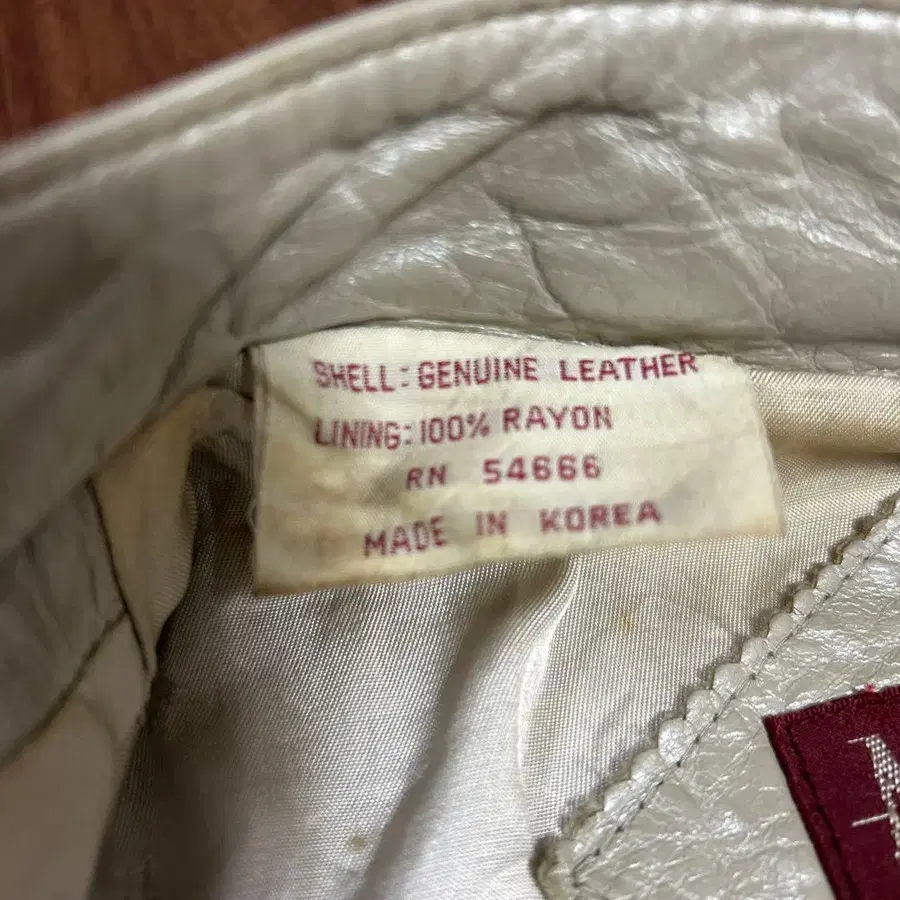 SHELL: GENUINE LEATHER
LINING: 100% RAYON
RN 54666
MADE IN KOREA